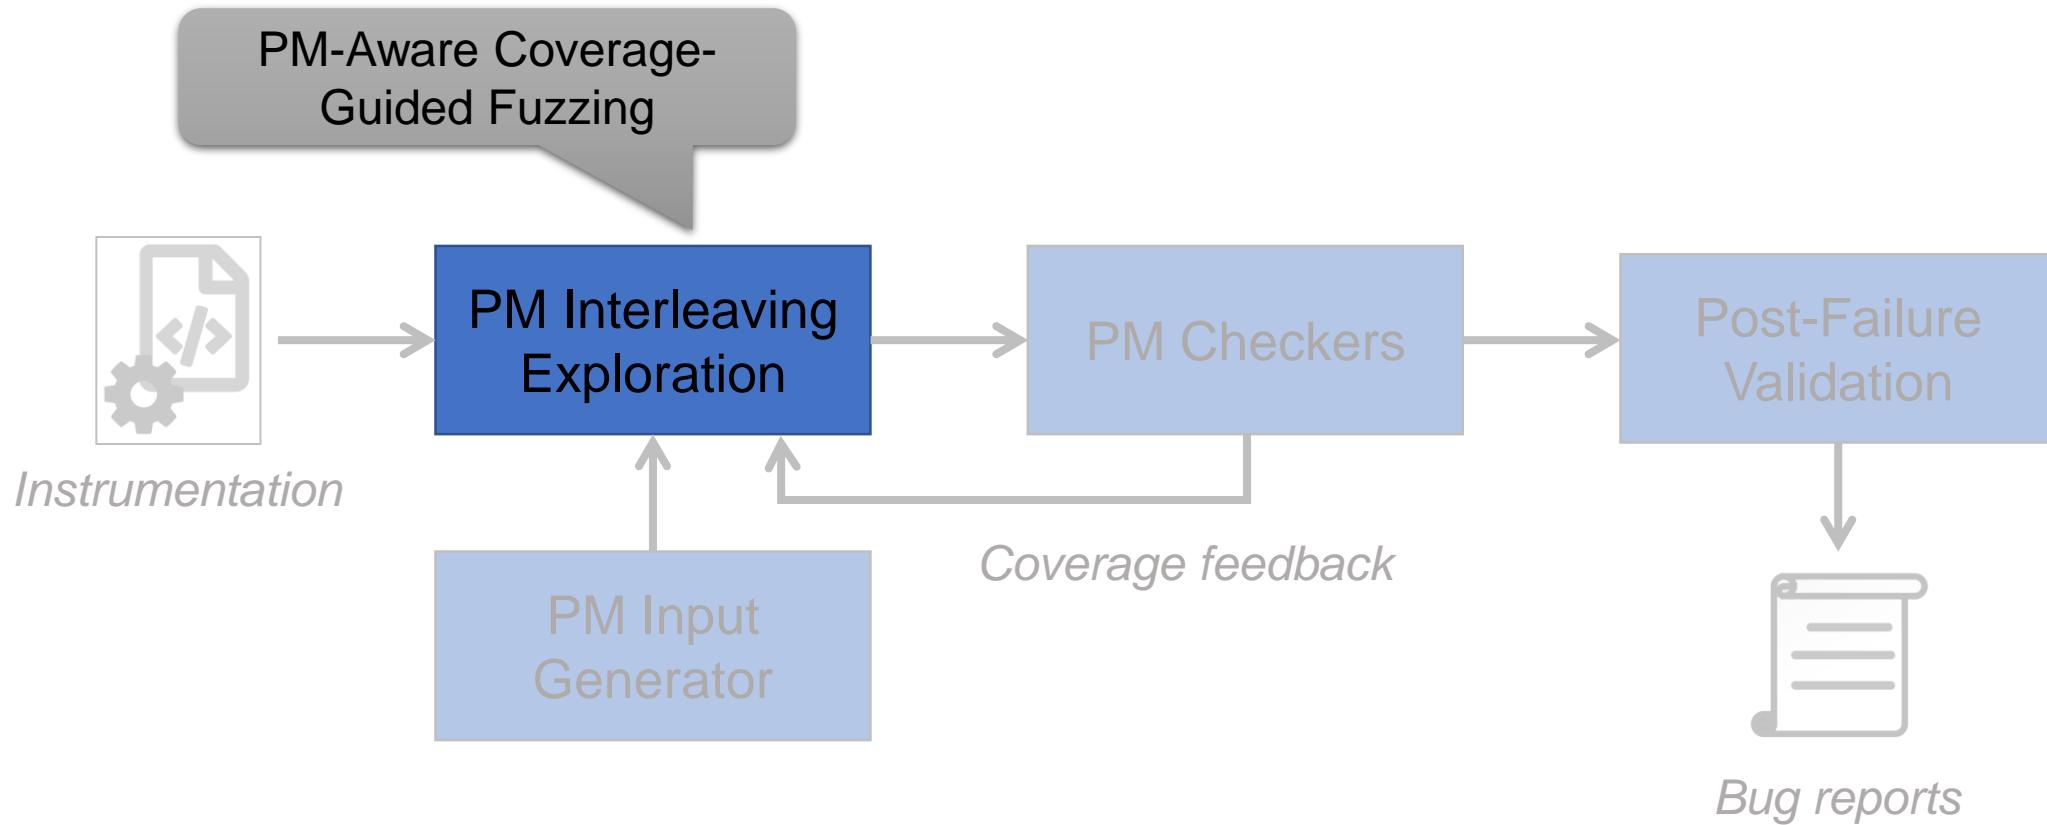 PM-Aware Coverage-
Guided Fuzzing
PM Interleaving
Exploration
PM Checkers
Post-Failure
Validation
Instrumentation
Coverage feedback
PM Input
Generator
Bug reports